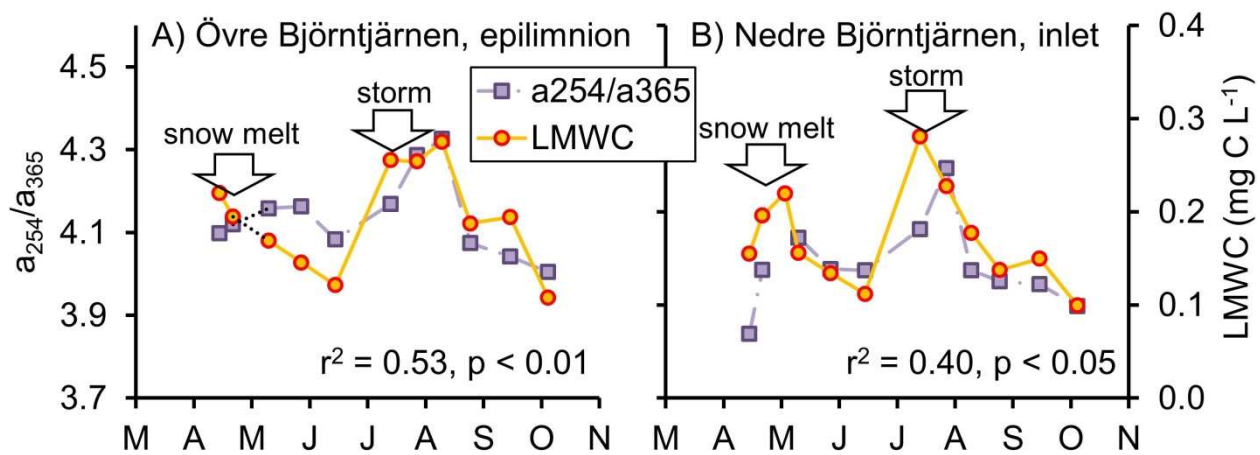 A) Övre Björntjärnen, epilimnion
B) Nedre Björntjärnen, inlet
a254/a365
LMWC
snow melt
storm
snow melt
storm
r² = 0.53, p < 0.01
r² = 0.40, p < 0.05
a₂₅₄/a₃₆₅
4.5
4.3
4.1
3.9
3.7
LMWC (mg C L⁻¹)
0.4
0.3
0.2
0.1
0.0
M A M J J A S O N
M A M J J A S O N